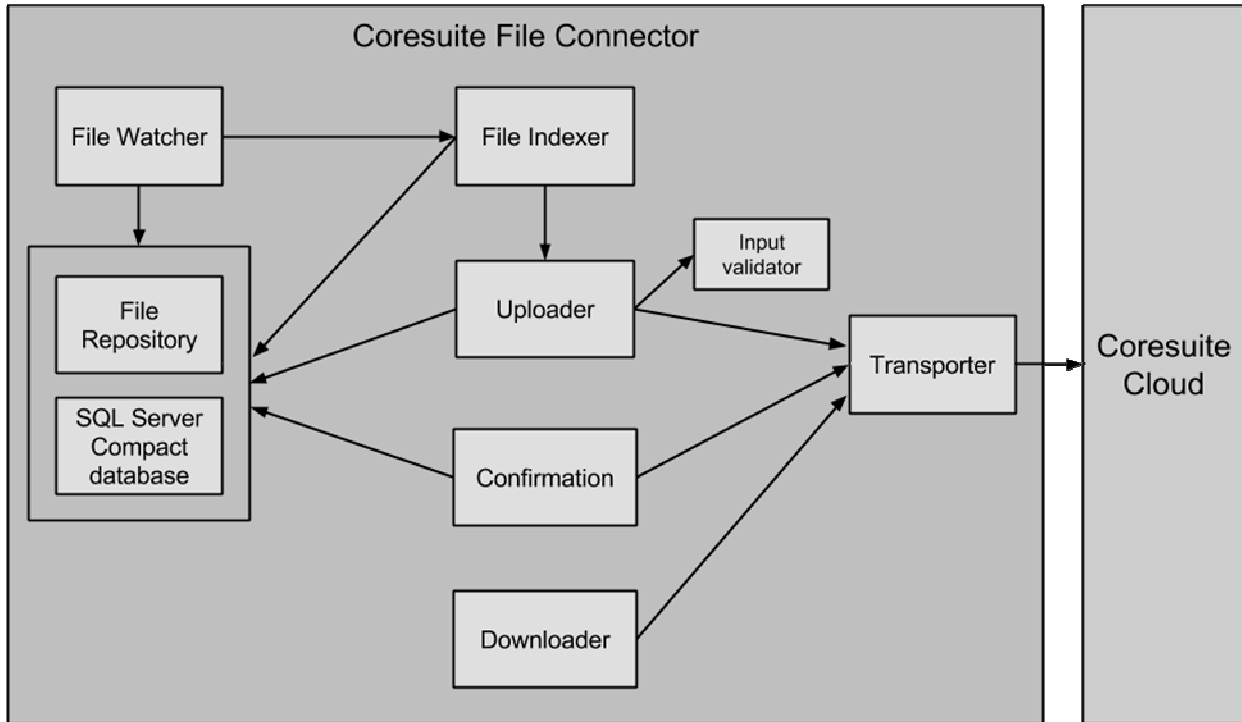 Coresuite File Connector
File Watcher
File Indexer
Input
validator
File
Repository
Uploader
Transporter
Coresuite
Cloud
SQL Server
Compact
database
Confirmation
Downloader